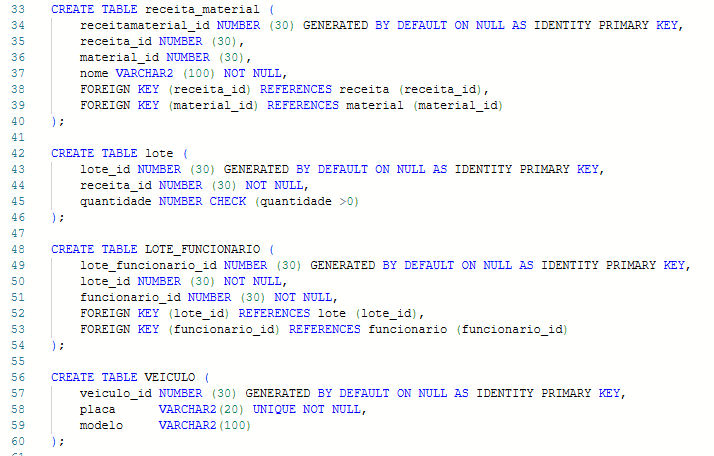 33 CREATE TABLE receita_material (
34 receitamaterial_id NUMBER (30) GENERATED BY DEFAULT ON NULL AS IDENTITY PRIMARY KEY,
35 receita_id NUMBER (30),
36 material_id NUMBER (30),
37 nome VARCHAR2 (100) NOT NULL,
38 FOREIGN KEY (receita_id) REFERENCES receita (receita_id),
39 FOREIGN KEY (material_id) REFERENCES material (material_id)
40 );
41
42 CREATE TABLE lote (
43 lote_id NUMBER (30) GENERATED BY DEFAULT ON NULL AS IDENTITY PRIMARY KEY,
44 receita_id NUMBER (30) NOT NULL,
45 quantidade NUMBER CHECK (quantidade >0)
46 );
47
48 CREATE TABLE LOTE_FUNCIONARIO (
49 lote_funcionario_id NUMBER (30) GENERATED BY DEFAULT ON NULL AS IDENTITY PRIMARY KEY,
50 lote_id NUMBER (30) NOT NULL,
51 funcionario_id NUMBER (30) NOT NULL,
52 FOREIGN KEY (lote_id) REFERENCES lote (lote_id),
53 FOREIGN KEY (funcionario_id) REFERENCES funcionario (funcionario_id)
54 );
55
56 CREATE TABLE VEICULO (
57 veiculo_id NUMBER (30) GENERATED BY DEFAULT ON NULL AS IDENTITY PRIMARY KEY,
58 placa VARCHAR2(20) UNIQUE NOT NULL,
59 modelo VARCHAR2(100)
60 );